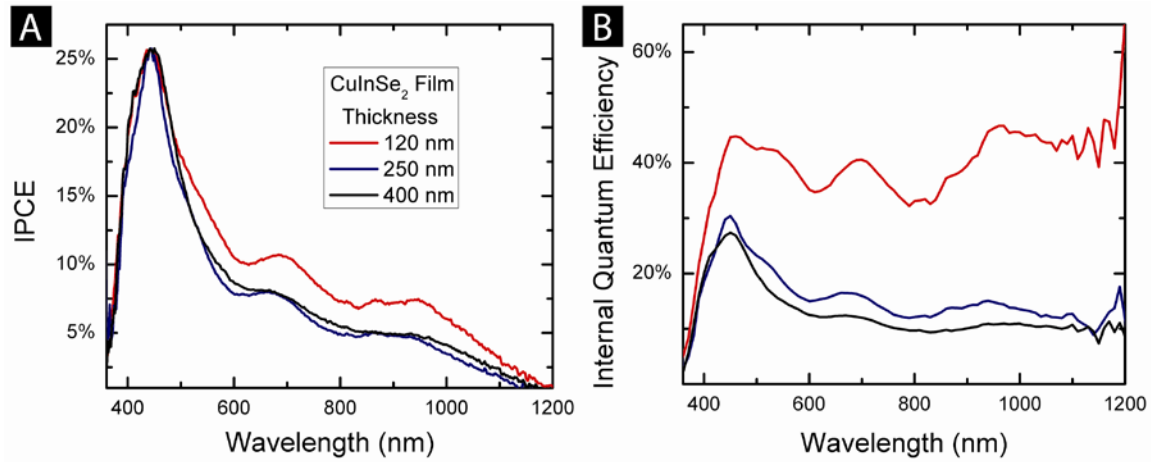 A
IPCE
25%
20%
15%
10%
5%
CuInSe2 Film
Thickness
120 nm
250 nm
400 nm
400
600
800
1000
1200
Wavelength (nm)
B
Internal Quantum Efficiency
60%
40%
20%
400
600
800
1000
1200
Wavelength (nm)